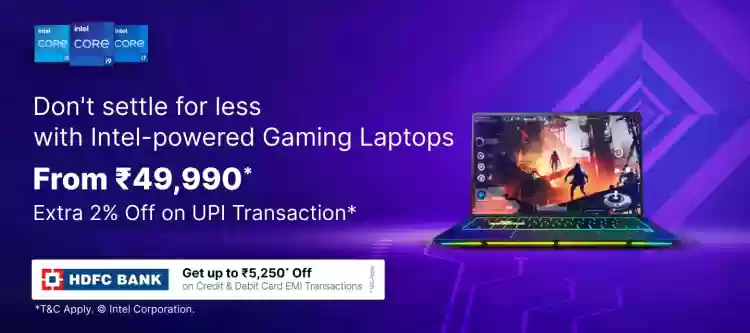 intel
intel
intel
CORE
CORE
CORE
i5
i9
i7
Don't settle for less
with Intel-powered Gaming Laptops
From ₹49,990*
Extra 2% Off on UPI Transaction*
HDFC BANK
Get up to ₹5,250* Off
on Credit & Debit Card EMI Transactions
*T&C Apply. © Intel Corporation.